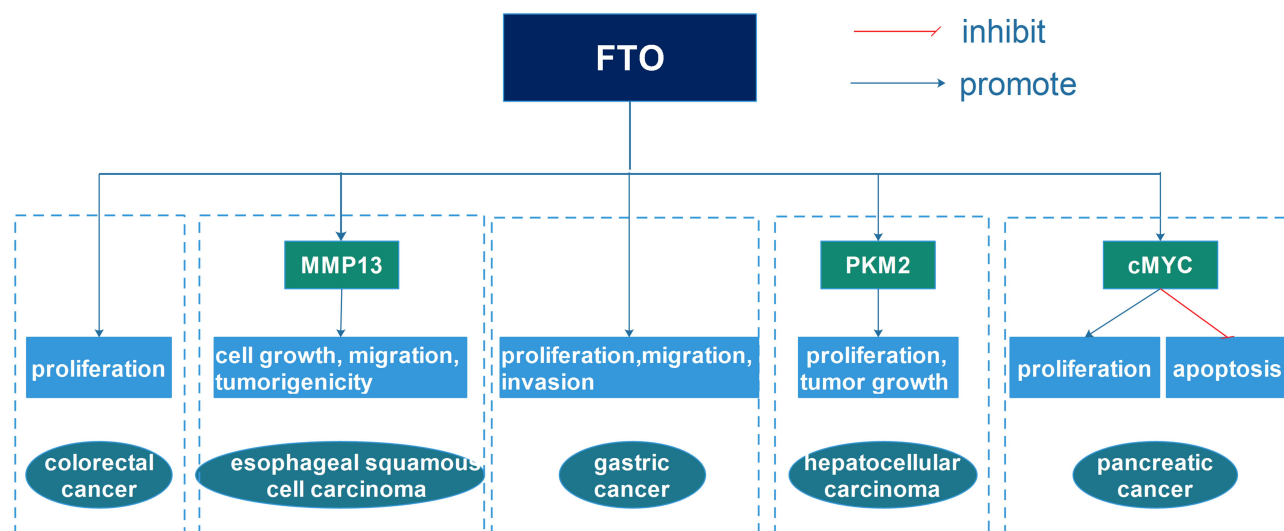 FTO
inhibit
promote
MMP13
PKM2
cMYC
proliferation
cell growth, migration,
tumorigenicity
proliferation,migration,
invasion
proliferation,
tumor growth
proliferation
apoptosis
colorectal
cancer
esophageal squamous
cell carcinoma
gastric
cancer
hepatocellular
carcinoma
pancreatic
cancer